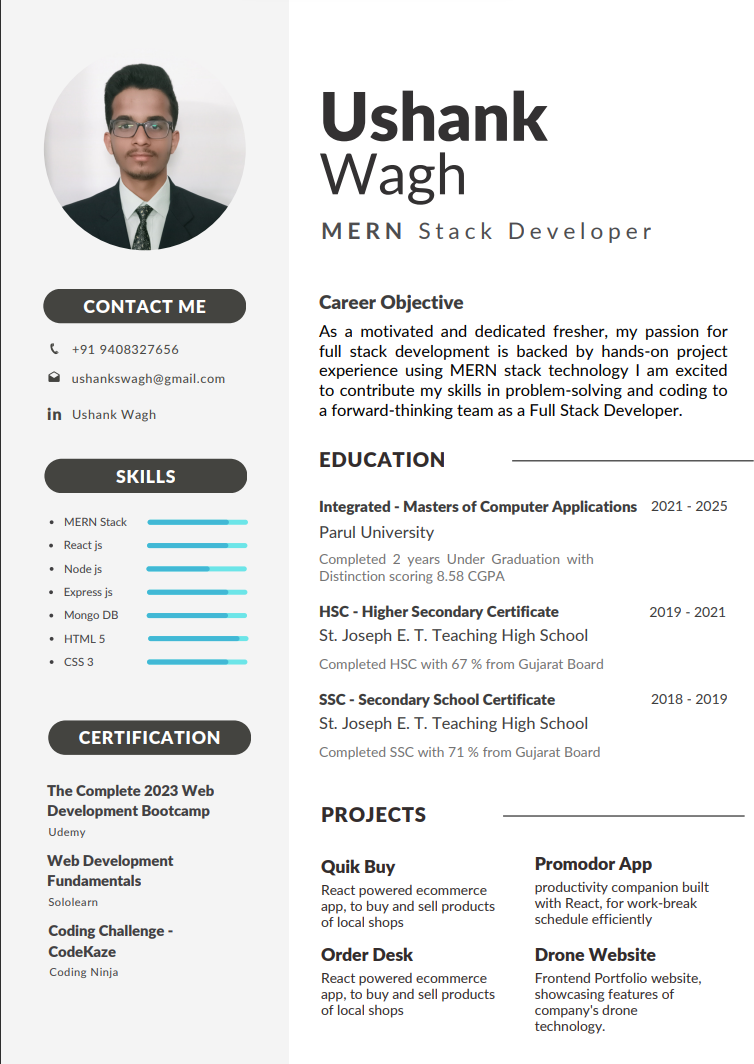 Ushank
Wagh
MERN Stack Developer
CONTACT ME
+91 9408327656
ushankswagh@gmail.com
in Ushank Wagh
SKILLS
• MERN Stack
• React js
• Node js
• Express js
• Mongo DB
• HTML 5
• CSS 3
CERTIFICATION
The Complete 2023 Web
Development Bootcamp
Udemy
Web Development
Fundamentals
Sololearn
Coding Challenge -
CodeKaze
Coding Ninja
Career Objective
As a motivated and dedicated fresher, my passion for
full stack development is backed by hands-on project
experience using MERN stack technology I am excited
to contribute my skills in problem-solving and coding to
a forward-thinking team as a Full Stack Developer.
EDUCATION
Integrated - Masters of Computer Applications 2021 - 2025
Parul University
Completed 2 years Under Graduation with
Distinction scoring 8.58 CGPA
HSC - Higher Secondary Certificate 2019 - 2021
St. Joseph E. T. Teaching High School
Completed HSC with 67 % from Gujarat Board
SSC - Secondary School Certificate 2018 - 2019
St. Joseph E. T. Teaching High School
Completed SSC with 71 % from Gujarat Board
PROJECTS
Quik Buy
React powered ecommerce
app, to buy and sell products
of local shops
Promodor App
productivity companion built
with React, for work-break
schedule efficiently
Order Desk
React powered ecommerce
app, to buy and sell products
of local shops
Drone Website
Frontend Portfolio website,
showcasing features of
company's drone
technology.